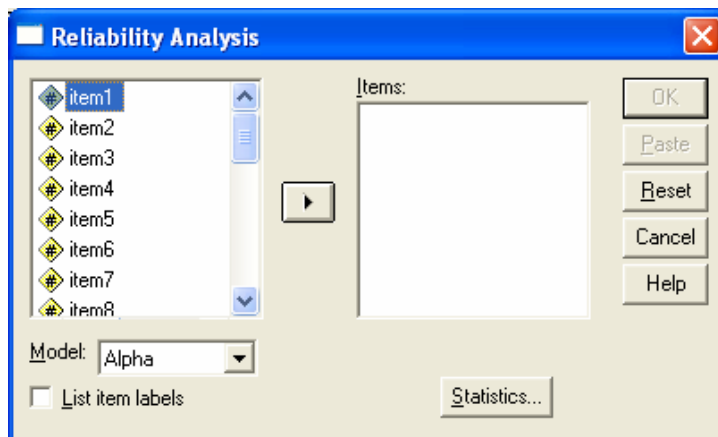 Reliability Analysis
item1
item2
item3
item4
item5
item6
item7
item8
Model: Alpha
List item labels
Items:
Statistics...
OK
Paste
Reset
Cancel
Help